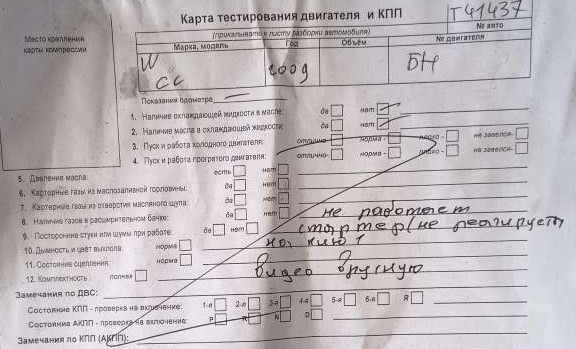 Карта тестирования двигателя и КПП
Т41437
(прикалывать к листу разборки автомобиля)
№ авто
Место крепления
карты компрессии
Марка, модель Год Объём № двигателя
W
CC 2009 БН
Показания одометра
1. Наличие охлаждающей жидкости в масле: да нет
2. Наличие масла в охлаждающей жидкости: да нет
3. Пуск и работа холодного двигателя: отлично- норма - плохо - не завелся-
4. Пуск и работа прогретого двигателя: отлично- норма - плохо - не завелся-
5. Давление масла: есть нет
6. Картерные газы из маслозаливной горловины: да нет
7. Картерные газы из отверстия масляного щупа: да нет
8. Наличие газов в расширительном бачке: да нет
не работает
9. Посторонние стуки или шумы при работе: да нет
стартер (не реагирует
10. Дымность и цвет выхлопа: норма
на ключ
11. Состояние сцепления: норма
12. Комплектность: полная
Видео вручную
Замечания по ДВС:
Состояние КПП - проверка на включение: 1-я 2-я 3-я 4-я 5-я 6-я R
Состояние АКПП - проверка на включение: P R N D
Замечания по КПП (АКПП):